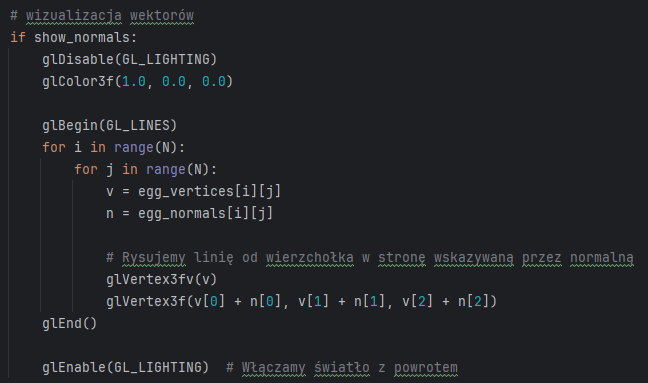 # wizualizacja wektorów
if show_normals:
    glDisable(GL_LIGHTING)
    glColor3f(1.0, 0.0, 0.0)

    glBegin(GL_LINES)
    for i in range(N):
        for j in range(N):
            v = egg_vertices[i][j]
            n = egg_normals[i][j]

            # Rysujemy linię od wierzchołka w stronę wskazywaną przez normalną
            glVertex3fv(v)
            glVertex3f(v[0] + n[0], v[1] + n[1], v[2] + n[2])
    glEnd()

    glEnable(GL_LIGHTING)  # Włączamy światło z powrotem